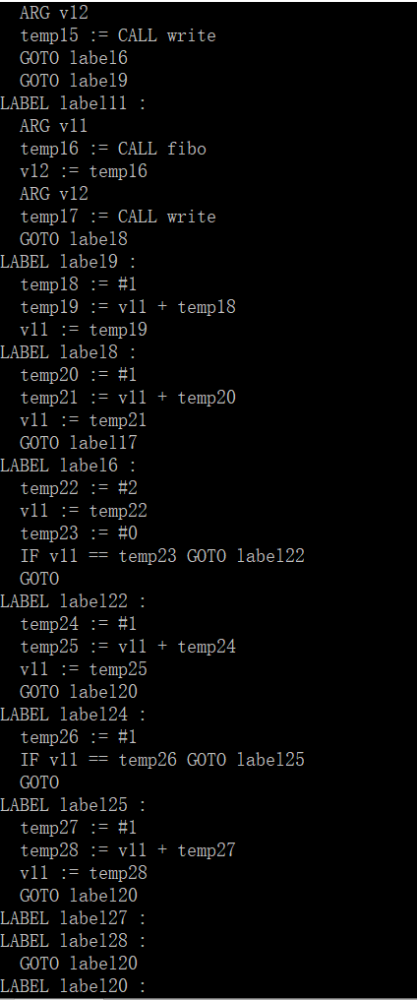 ARG v12
temp15 := CALL write
GOTO label6
GOTO label9
LABEL label11 :
ARG v11
temp16 := CALL fibo
v12 := temp16
ARG v12
temp17 := CALL write
GOTO label8
LABEL label9 :
temp18 := #1
temp19 := v11 + temp18
v11 := temp19
LABEL label8 :
temp20 := #1
temp21 := v11 + temp20
v11 := temp21
GOTO label17
LABEL label6 :
temp22 := #2
v11 := temp22
temp23 := #0
IF v11 == temp23 GOTO label22
GOTO
LABEL label22 :
temp24 := #1
temp25 := v11 + temp24
v11 := temp25
GOTO label20
LABEL label24 :
temp26 := #1
IF v11 == temp26 GOTO label25
GOTO
LABEL label25 :
temp27 := #1
temp28 := v11 + temp27
v11 := temp28
GOTO label20
LABEL label27 :
LABEL label28 :
GOTO label20
LABEL label20 :